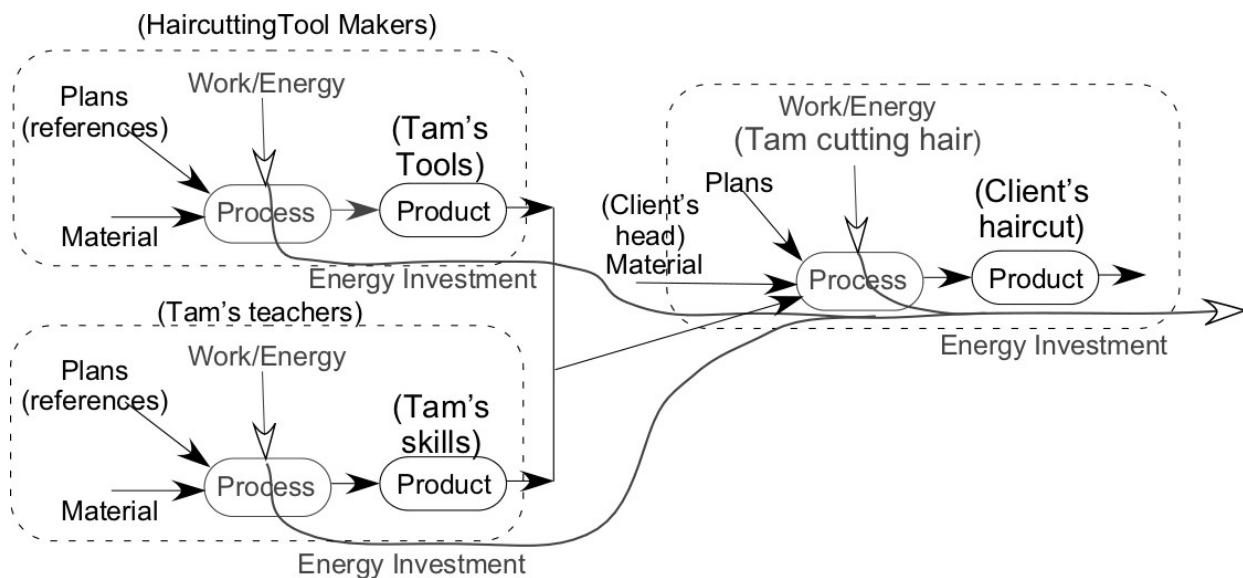 (HaircuttingTool Makers)
Work/Energy
Plans
(references)
(Tam's
Tools)
Process
Product
Material
Energy Investment
(Tam's teachers)
Work/Energy
Plans
(references)
(Tam's
skills)
Process
Product
Material
Energy Investment
Work/Energy
(Tam cutting hair)
Plans
(Client's
head)
Material
(Client's
haircut)
Process
Product
Energy Investment